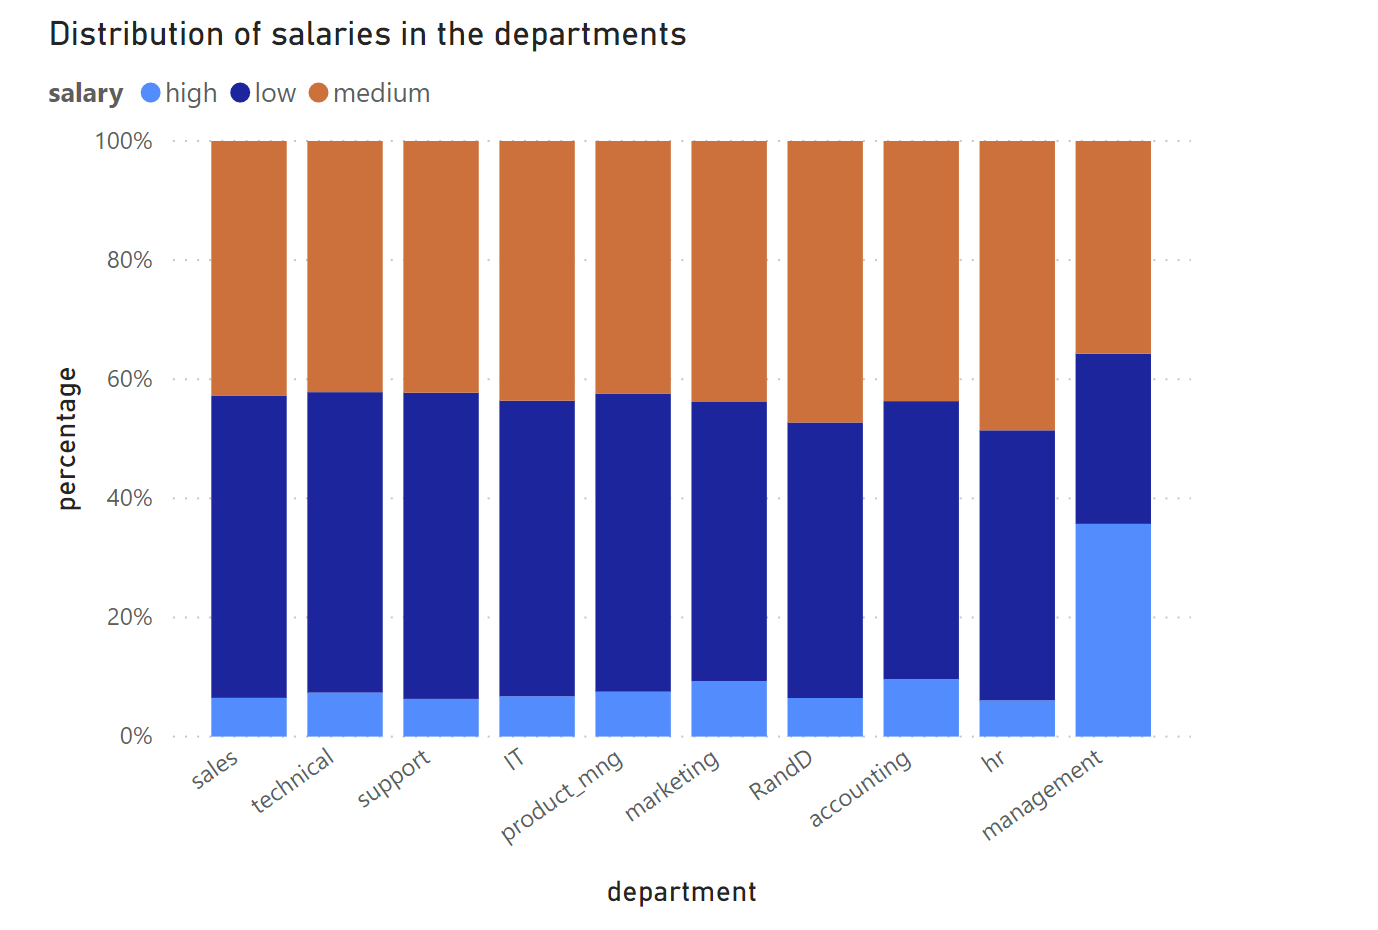 Distribution of salaries in the departments
salary high low medium
100%
80%
60%
40%
20%
0%
percentage
sales technical support IT product_mng marketing RandD accounting hr management
department